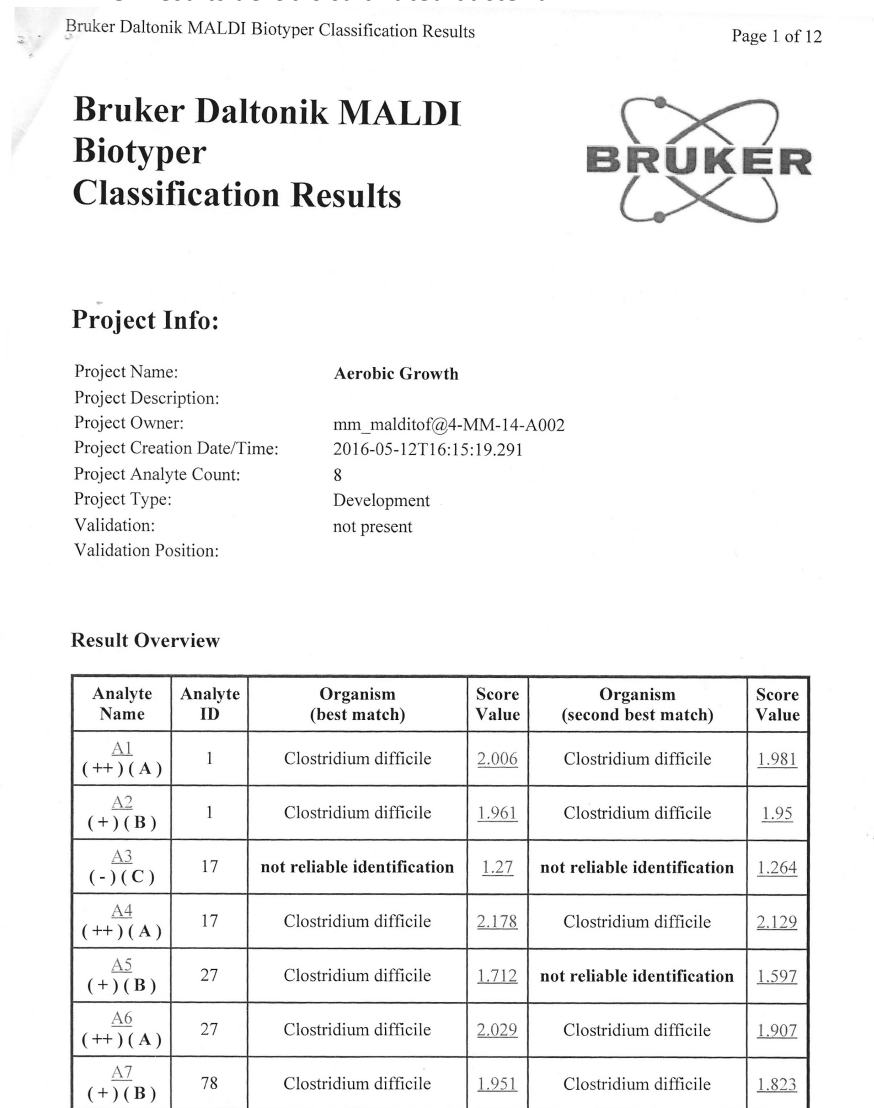 Bruker Daltonik MALDI Biotyper Classification Results
Page 1 of 12
Bruker Daltonik MALDI
Biotyper
Classification Results
BRUKER
Project Info:
Project Name: Aerobic Growth
Project Description:
Project Owner: mm_malditof@4-MM-14-A002
Project Creation Date/Time: 2016-05-12T16:15:19.291
Project Analyte Count: 8
Project Type: Development
Validation: not present
Validation Position:
Result Overview
Analyte Name Analyte ID Organism (best match) Score Value Organism (second best match) Score Value
A1 (++)(A) 1 Clostridium difficile 2.006 Clostridium difficile 1.981
A2 (+)(B) 1 Clostridium difficile 1.961 Clostridium difficile 1.95
A3 (-)(C) 17 not reliable identification 1.27 not reliable identification 1.264
A4 (++)(A) 17 Clostridium difficile 2.178 Clostridium difficile 2.129
A5 (+)(B) 27 Clostridium difficile 1.712 not reliable identification 1.597
A6 (++)(A) 27 Clostridium difficile 2.029 Clostridium difficile 1.907
A7 (+)(B) 78 Clostridium difficile 1.951 Clostridium difficile 1.823